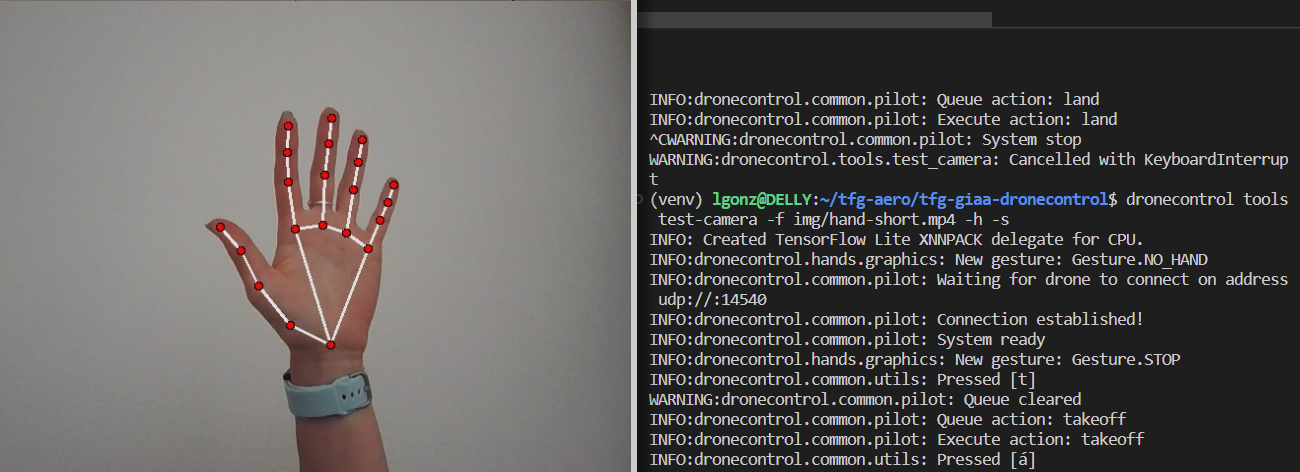 INFO:dronecontrol.common.pilot: Queue action: land
INFO:dronecontrol.common.pilot: Execute action: land
^CWARNING:dronecontrol.common.pilot: System stop
WARNING:dronecontrol.tools.test_camera: Cancelled with KeyboardInterrup
t
(venv) lgonz@DELLY:~/tfg-aero/tfg-giaa-dronecontrol$ dronecontrol tools
test-camera -f img/hand-short.mp4 -h -s
INFO: Created TensorFlow Lite XNNPACK delegate for CPU.
INFO:dronecontrol.hands.graphics: New gesture: Gesture.NO_HAND
INFO:dronecontrol.common.pilot: Waiting for drone to connect on address
udp://:14540
INFO:dronecontrol.common.pilot: Connection established!
INFO:dronecontrol.common.pilot: System ready
INFO:dronecontrol.hands.graphics: New gesture: Gesture.STOP
INFO:dronecontrol.common.utils: Pressed [t]
WARNING:dronecontrol.common.pilot: Queue cleared
INFO:dronecontrol.common.pilot: Queue action: takeoff
INFO:dronecontrol.common.pilot: Execute action: takeoff
INFO:dronecontrol.common.utils: Pressed [á]